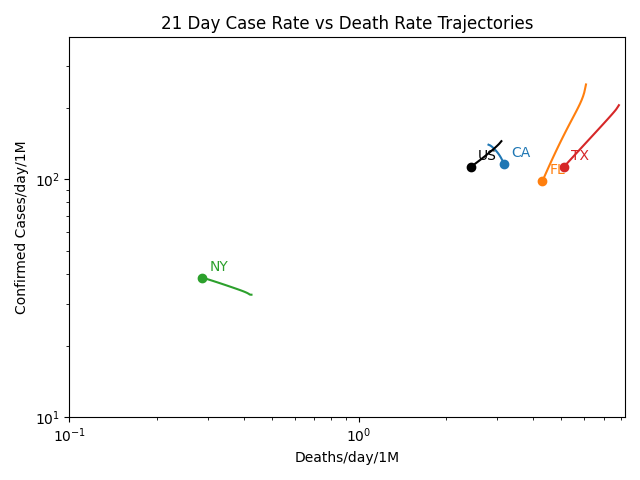 21 Day Case Rate vs Death Rate Trajectories
Confirmed Cases/day/1M
10²
10¹
US
CA
FL
TX
NY
10⁻¹
10⁰
Deaths/day/1M